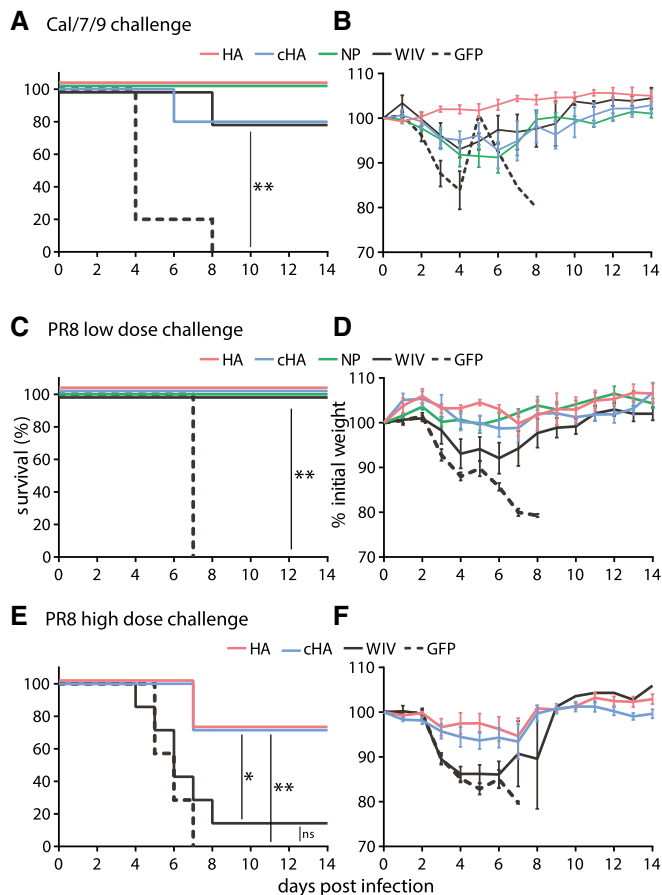 A Cal/7/9 challenge
B
HA cHA NP WIV GFP
100
80
60
40
20
0
0 2 4 6 8 10 12 14
**
110
100
90
80
70
0 2 4 6 8 10 12 14
C PR8 low dose challenge
D
HA cHA NP WIV GFP
survival (%)
100
80
60
40
20
0
0 2 4 6 8 10 12 14
**
% initial weight
110
100
90
80
70
0 2 4 6 8 10 12 14
E PR8 high dose challenge
F
HA cHA WIV GFP
100
80
60
40
20
0
0 2 4 6 8 10 12 14
* **
ns
110
100
90
80
70
0 2 4 6 8 10 12 14
days post infection